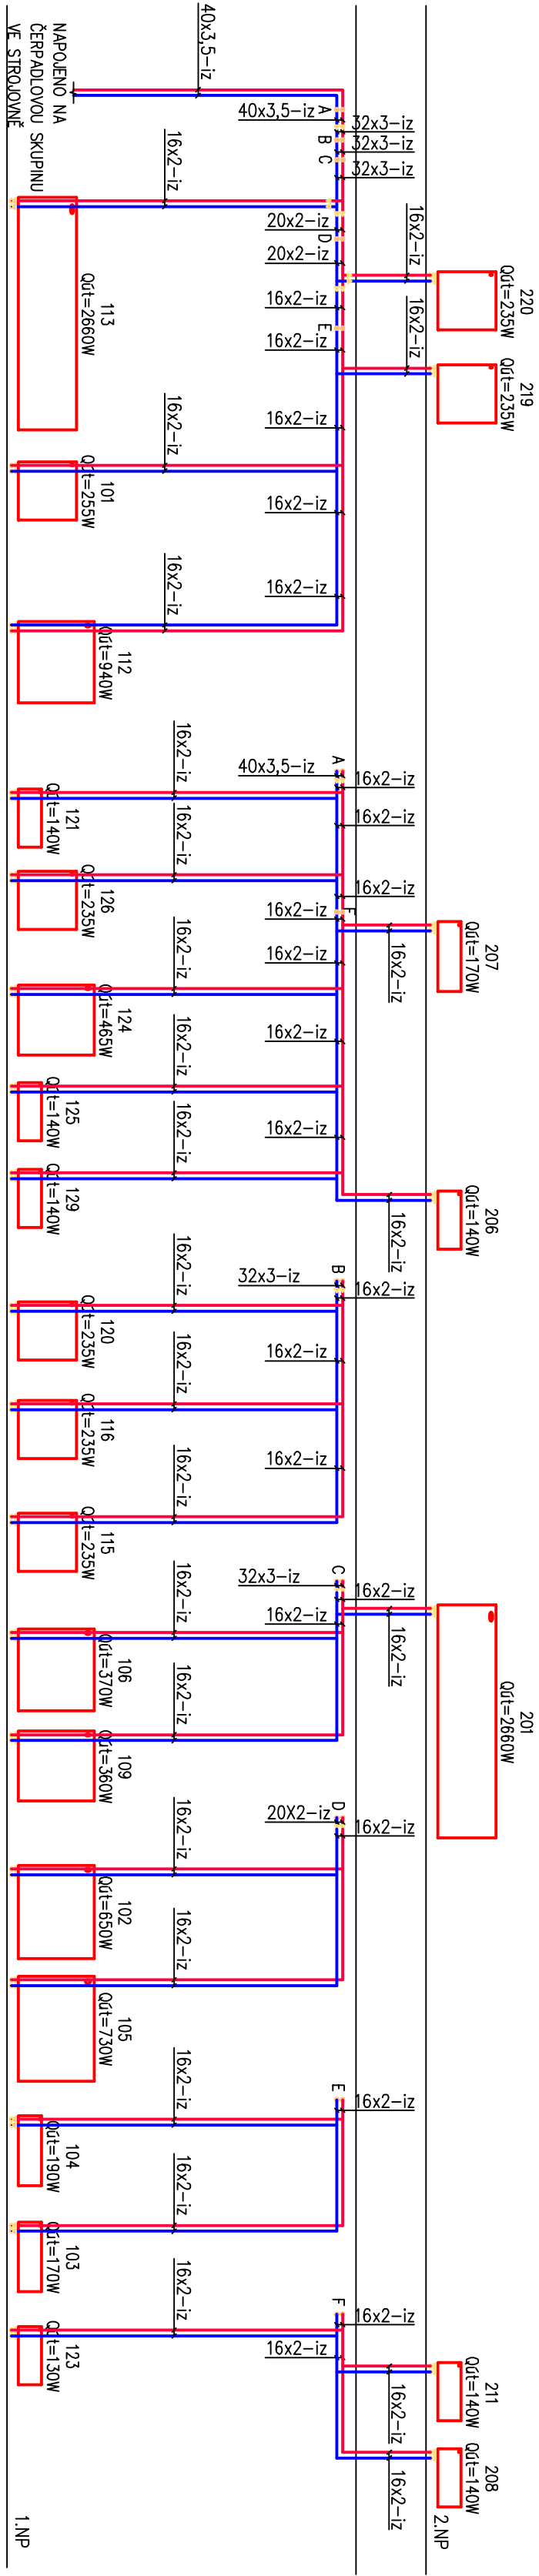 40x3,5-iz
NAPOJENO NA
ČERPADLOVOU SKUPINU
VE STROJOVNĚ
A
40x3,5-iz
32x3-iz
B
32x3-iz
C
32x3-iz
16x2-iz
113
Qút=2660W
20x2-iz
D
20x2-iz
16x2-iz
220
Qút=235W
16x2-iz
E
16x2-iz
16x2-iz
219
Qút=235W
16x2-iz
16x2-iz
101
Qút=255W
16x2-iz
16x2-iz
16x2-iz
112
Qút=940W
A
40x3,5-iz
16x2-iz
16x2-iz
121
Qút=140W
16x2-iz
16x2-iz
126
Qút=235W
16x2-iz
F
16x2-iz
16x2-iz
207
Qút=170W
16x2-iz
16x2-iz
124
Qút=465W
16x2-iz
16x2-iz
125
Qút=140W
16x2-iz
16x2-iz
129
Qút=140W
16x2-iz
206
Qút=140W
B
32x3-iz
16x2-iz
16x2-iz
120
Qút=235W
16x2-iz
16x2-iz
116
Qút=235W
16x2-iz
16x2-iz
115
Qút=235W
C
32x3-iz
16x2-iz
16x2-iz
201
Qút=2660W
16x2-iz
16x2-iz
106
Qút=370W
16x2-iz
109
Qút=360W
D
20X2-iz
16x2-iz
16x2-iz
102
Qút=650W
16x2-iz
105
Qút=730W
E
16x2-iz
16x2-iz
104
Qút=190W
16x2-iz
103
Qút=170W
F
16x2-iz
16x2-iz
123
Qút=130W
16x2-iz
16x2-iz
211
Qút=140W
16x2-iz
208
Qút=140W
2.NP
1.NP